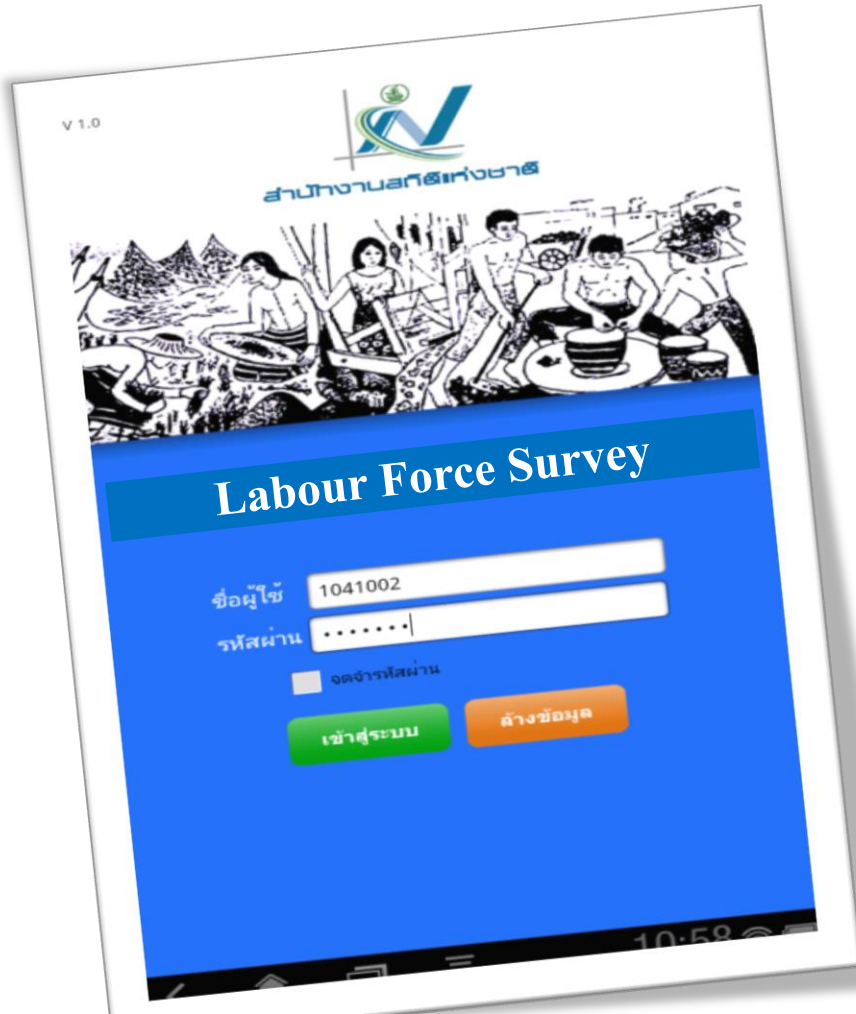 V 1.0
สำนักงานสถิติแห่งชาติ
Labour Force Survey
ชื่อผู้ใช้ 1041002
รหัสผ่าน •••••••
จดจำรหัสผ่าน
เข้าสู่ระบบ ล้างข้อมูล
10:58